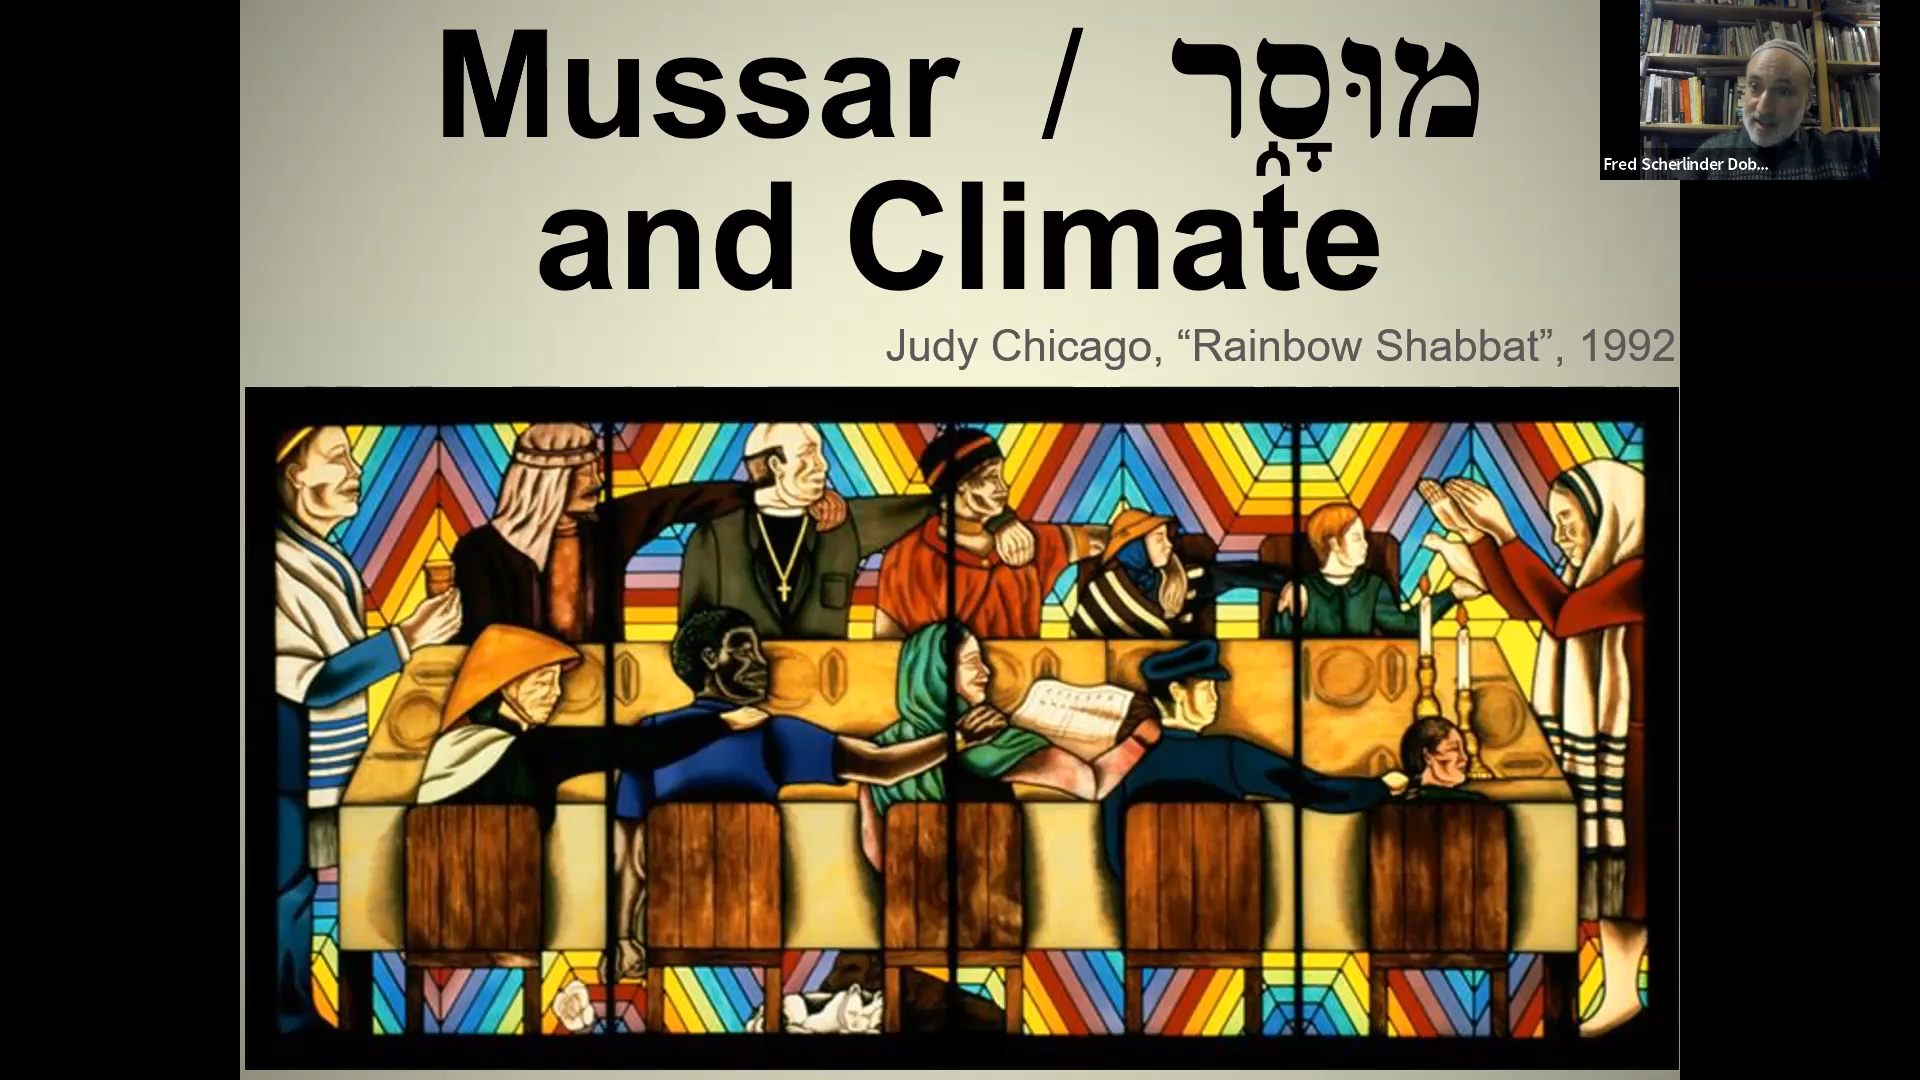 Mussar / מוּסָ֑ר
and Climate
Judy Chicago, “Rainbow Shabbat”, 1992
Fred Scherlinder Dob...